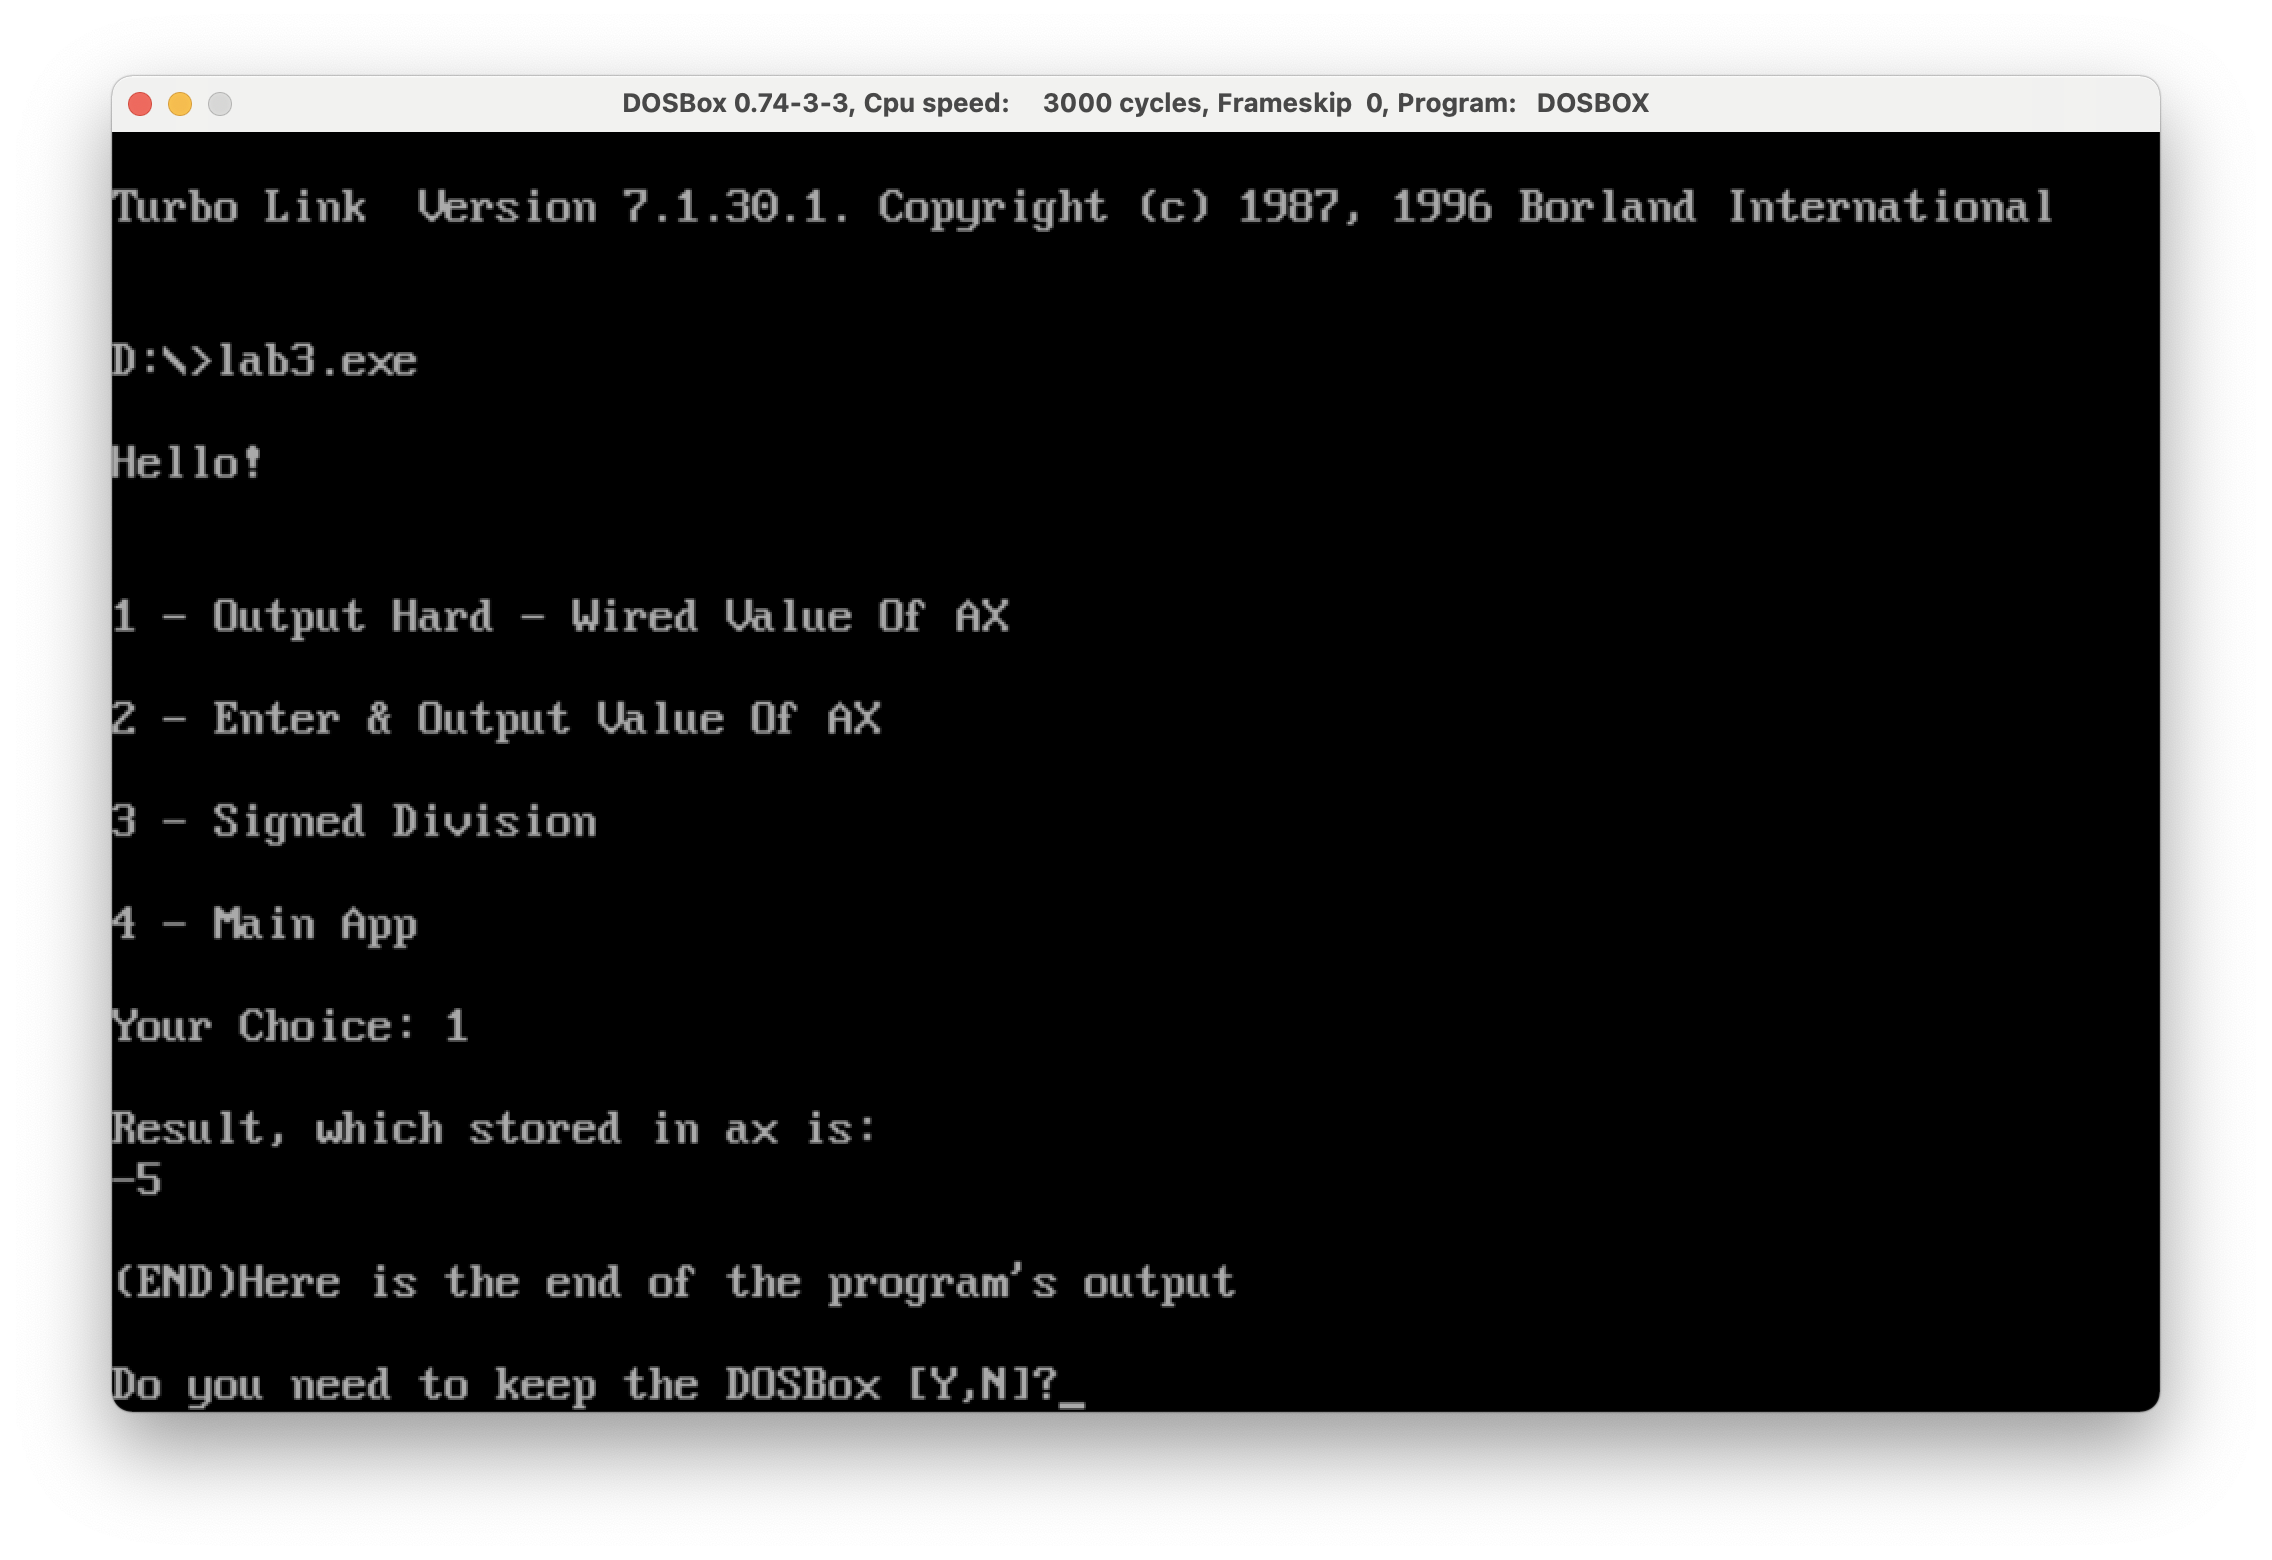 DOSBox 0.74-3-3, Cpu speed: 3000 cycles, Frameskip 0, Program: DOSBOX
Turbo Link Version 7.1.30.1. Copyright (c) 1987, 1996 Borland International
D:\>lab3.exe
Hello!
1 - Output Hard - Wired Value Of AX
2 - Enter & Output Value Of AX
3 - Signed Division
4 - Main App
Your Choice: 1
Result, which stored in ax is:
-5
(END)Here is the end of the program's output
Do you need to keep the DOSBox [Y,N]?_